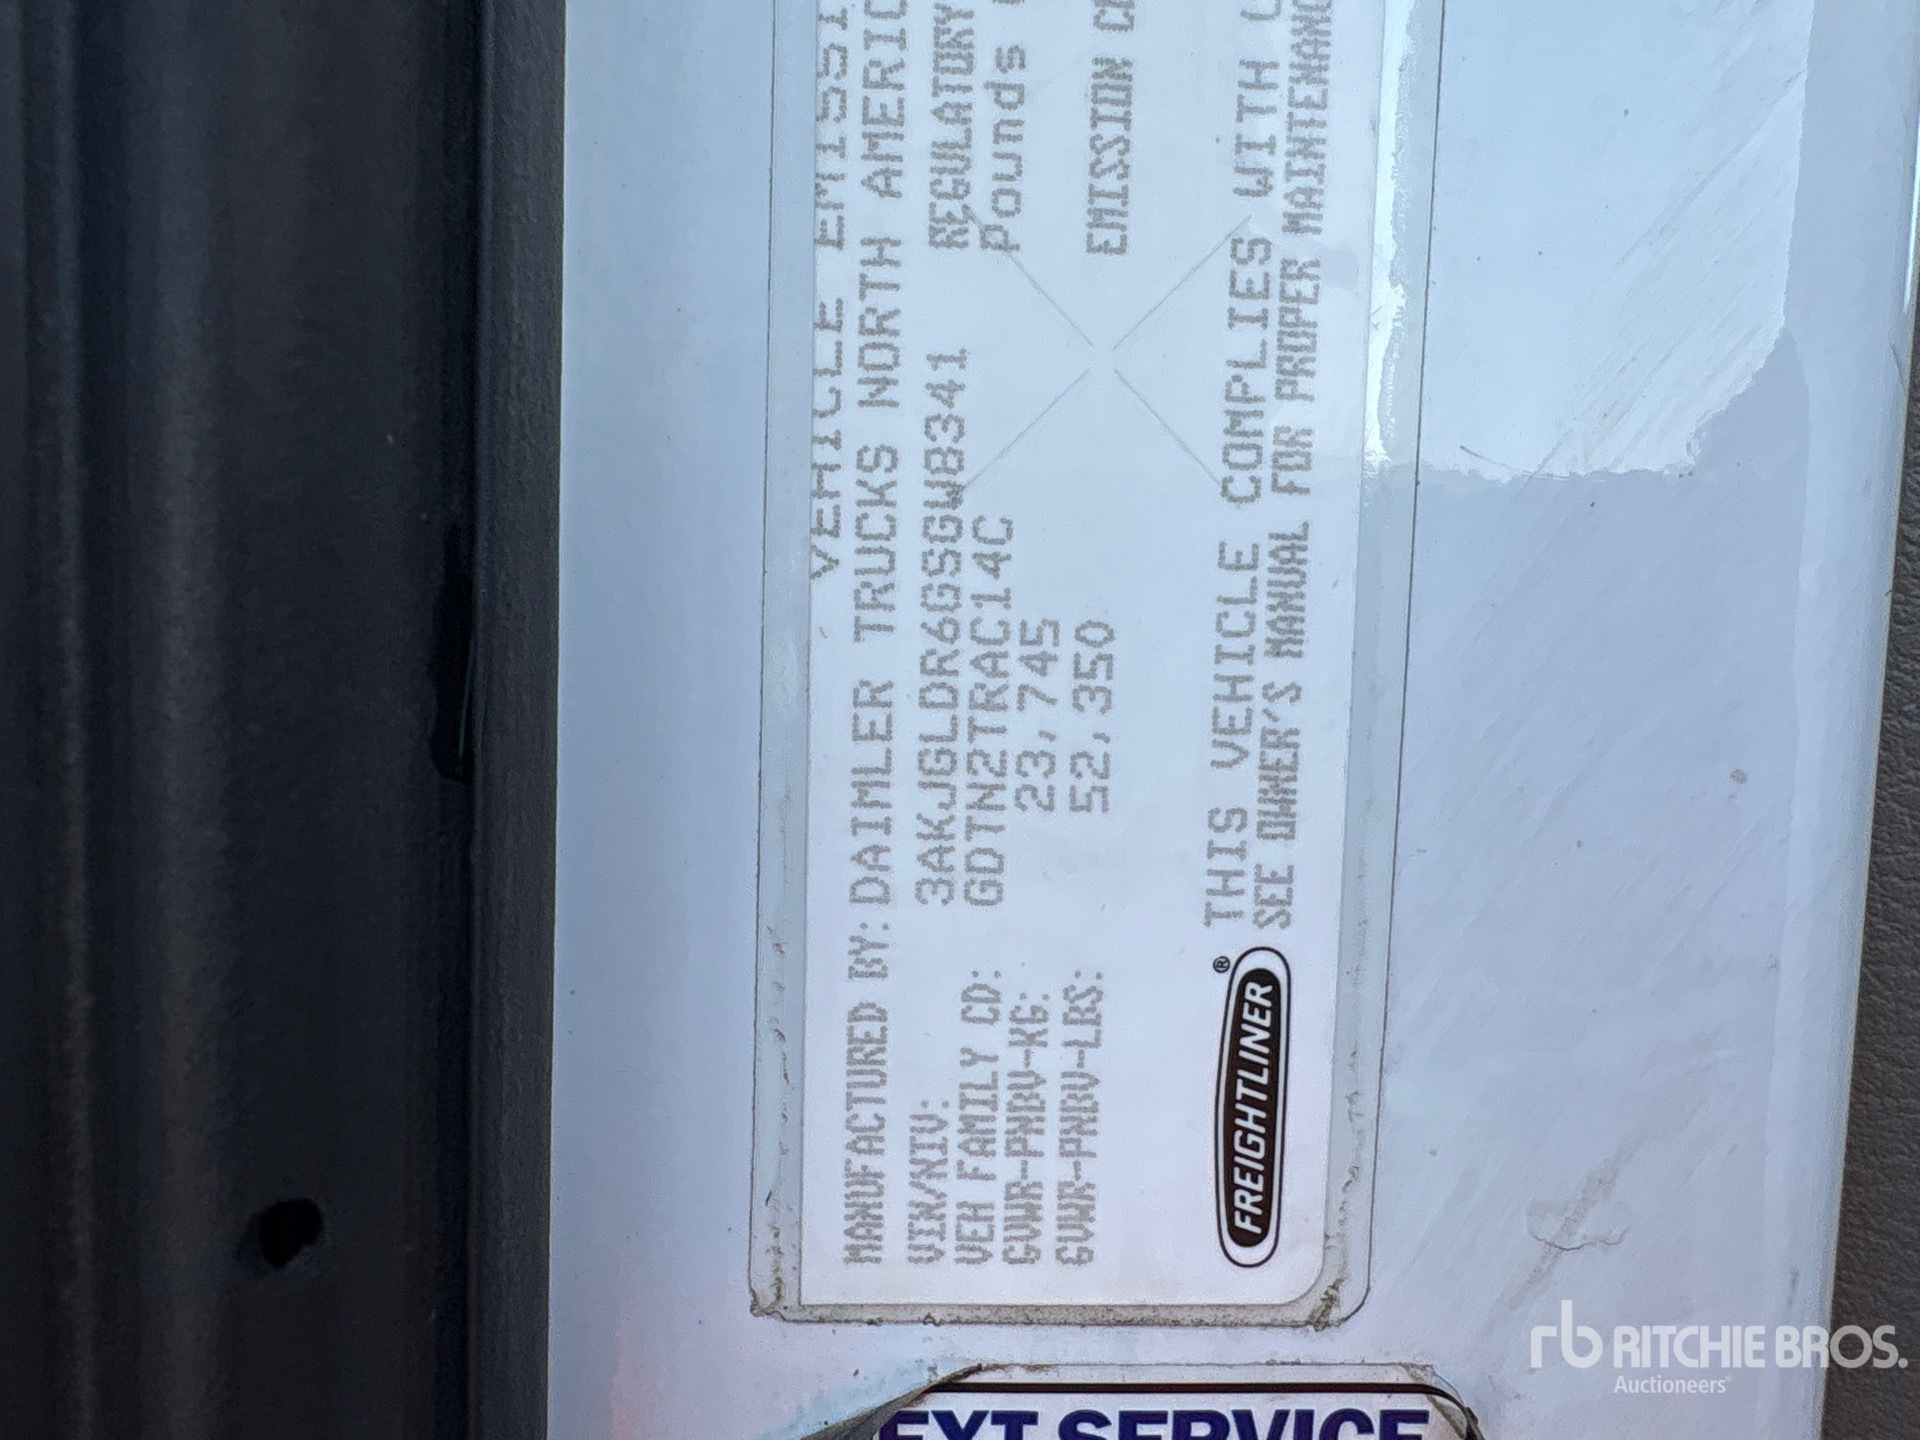 VEHICLE EMISSI
MANUFACTURED BY: DAIMLER TRUCKS NORTH AMERIC
VIN/NIV: 3AKJGLDR6GSGW8341 REGULATORY
VEH FAMILY CD: GDTN2TRAC14C Pounds
GVWR-PNBV-KG: 23,745
GVWR-PNBV-LBS: 52,350 EMISSION
FREIGHTLINER®
THIS VEHICLE COMPLIES WITH
SEE OWNER'S MANUAL FOR PROPER MAINTENANC
EXT SERVICE
rb RITCHIE BROS.
Auctioneers